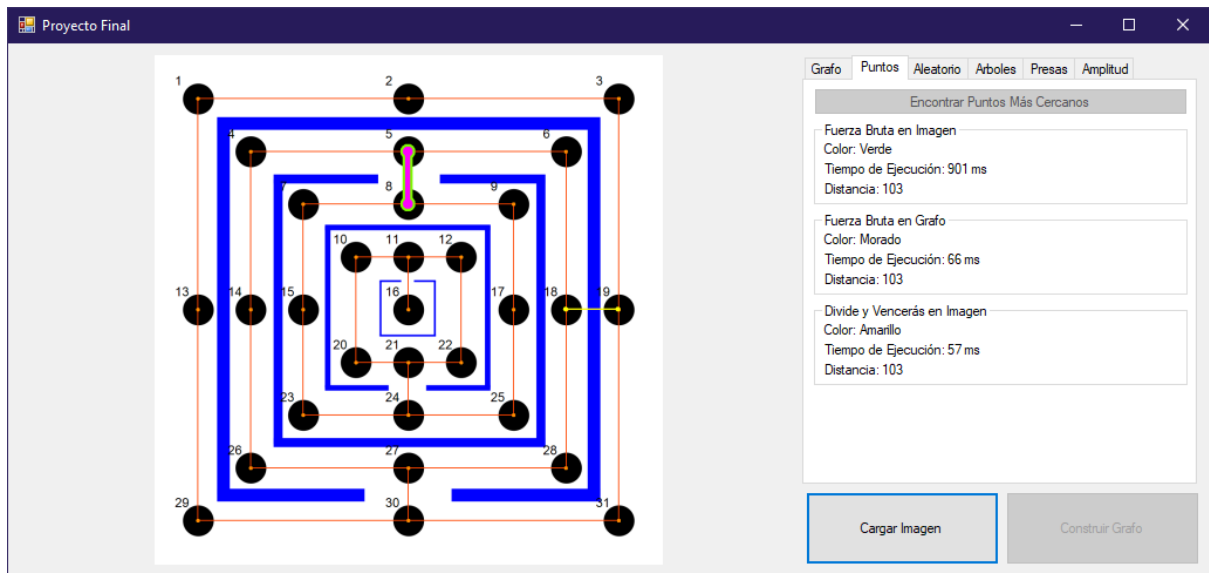 Proyecto Final
Grafo Puntos Aleatorio Arboles Presas Amplitud
Encontrar Puntos Más Cercanos
Fuerza Bruta en Imagen
Color: Verde
Tiempo de Ejecución: 901 ms
Distancia: 103
Fuerza Bruta en Grafo
Color: Morado
Tiempo de Ejecución: 66 ms
Distancia: 103
Divide y Vencerás en Imagen
Color: Amarillo
Tiempo de Ejecución: 57 ms
Distancia: 103
Cargar Imagen
Construir Grafo
1 2 3
4 5 6
7 8 9
10 11 12
13 14 15 16 17 18 19
20 21 22
23 24 25
26 27 28
29 30 31